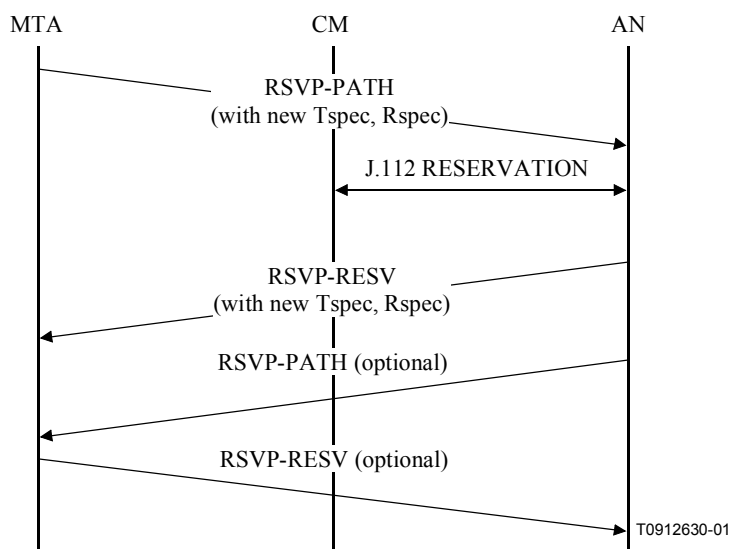 MTA CM AN
RSVP-PATH
(with new Tspec, Rspec)
J.112 RESERVATION
RSVP-RESV
(with new Tspec, Rspec)
RSVP-PATH (optional)
RSVP-RESV (optional)
T0912630-01